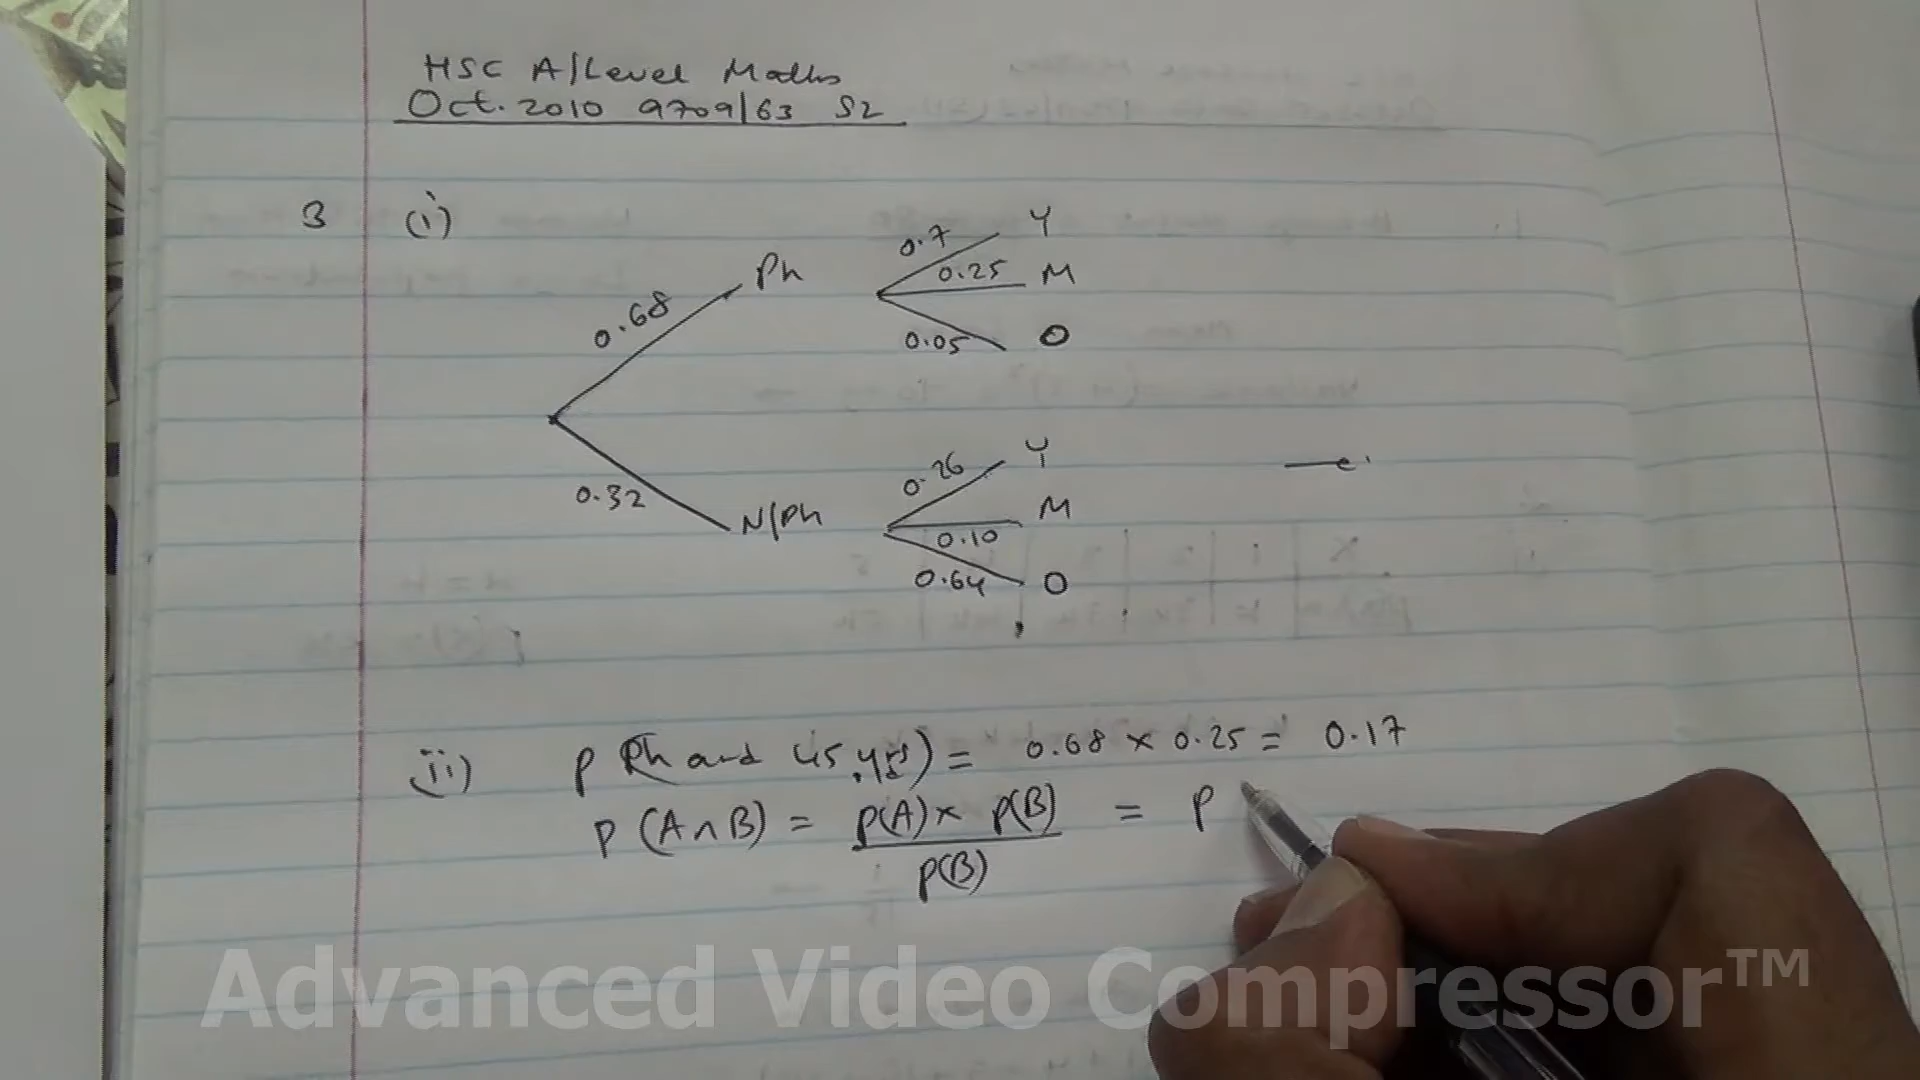 HSC A/Level Maths
Oct. 2010 9709/63 S2
3 (i)
0.68 Ph
0.7 Y
0.25 M
0.05 O
0.32 N/Ph
0.26 Y
0.10 M
0.64 O
(ii) P (Ph and 45 yrs) = 0.68 × 0.25 = 0.17
P (A∩B) = P(A) × P(B) = P
P(B)
Advanced Video Compressor™